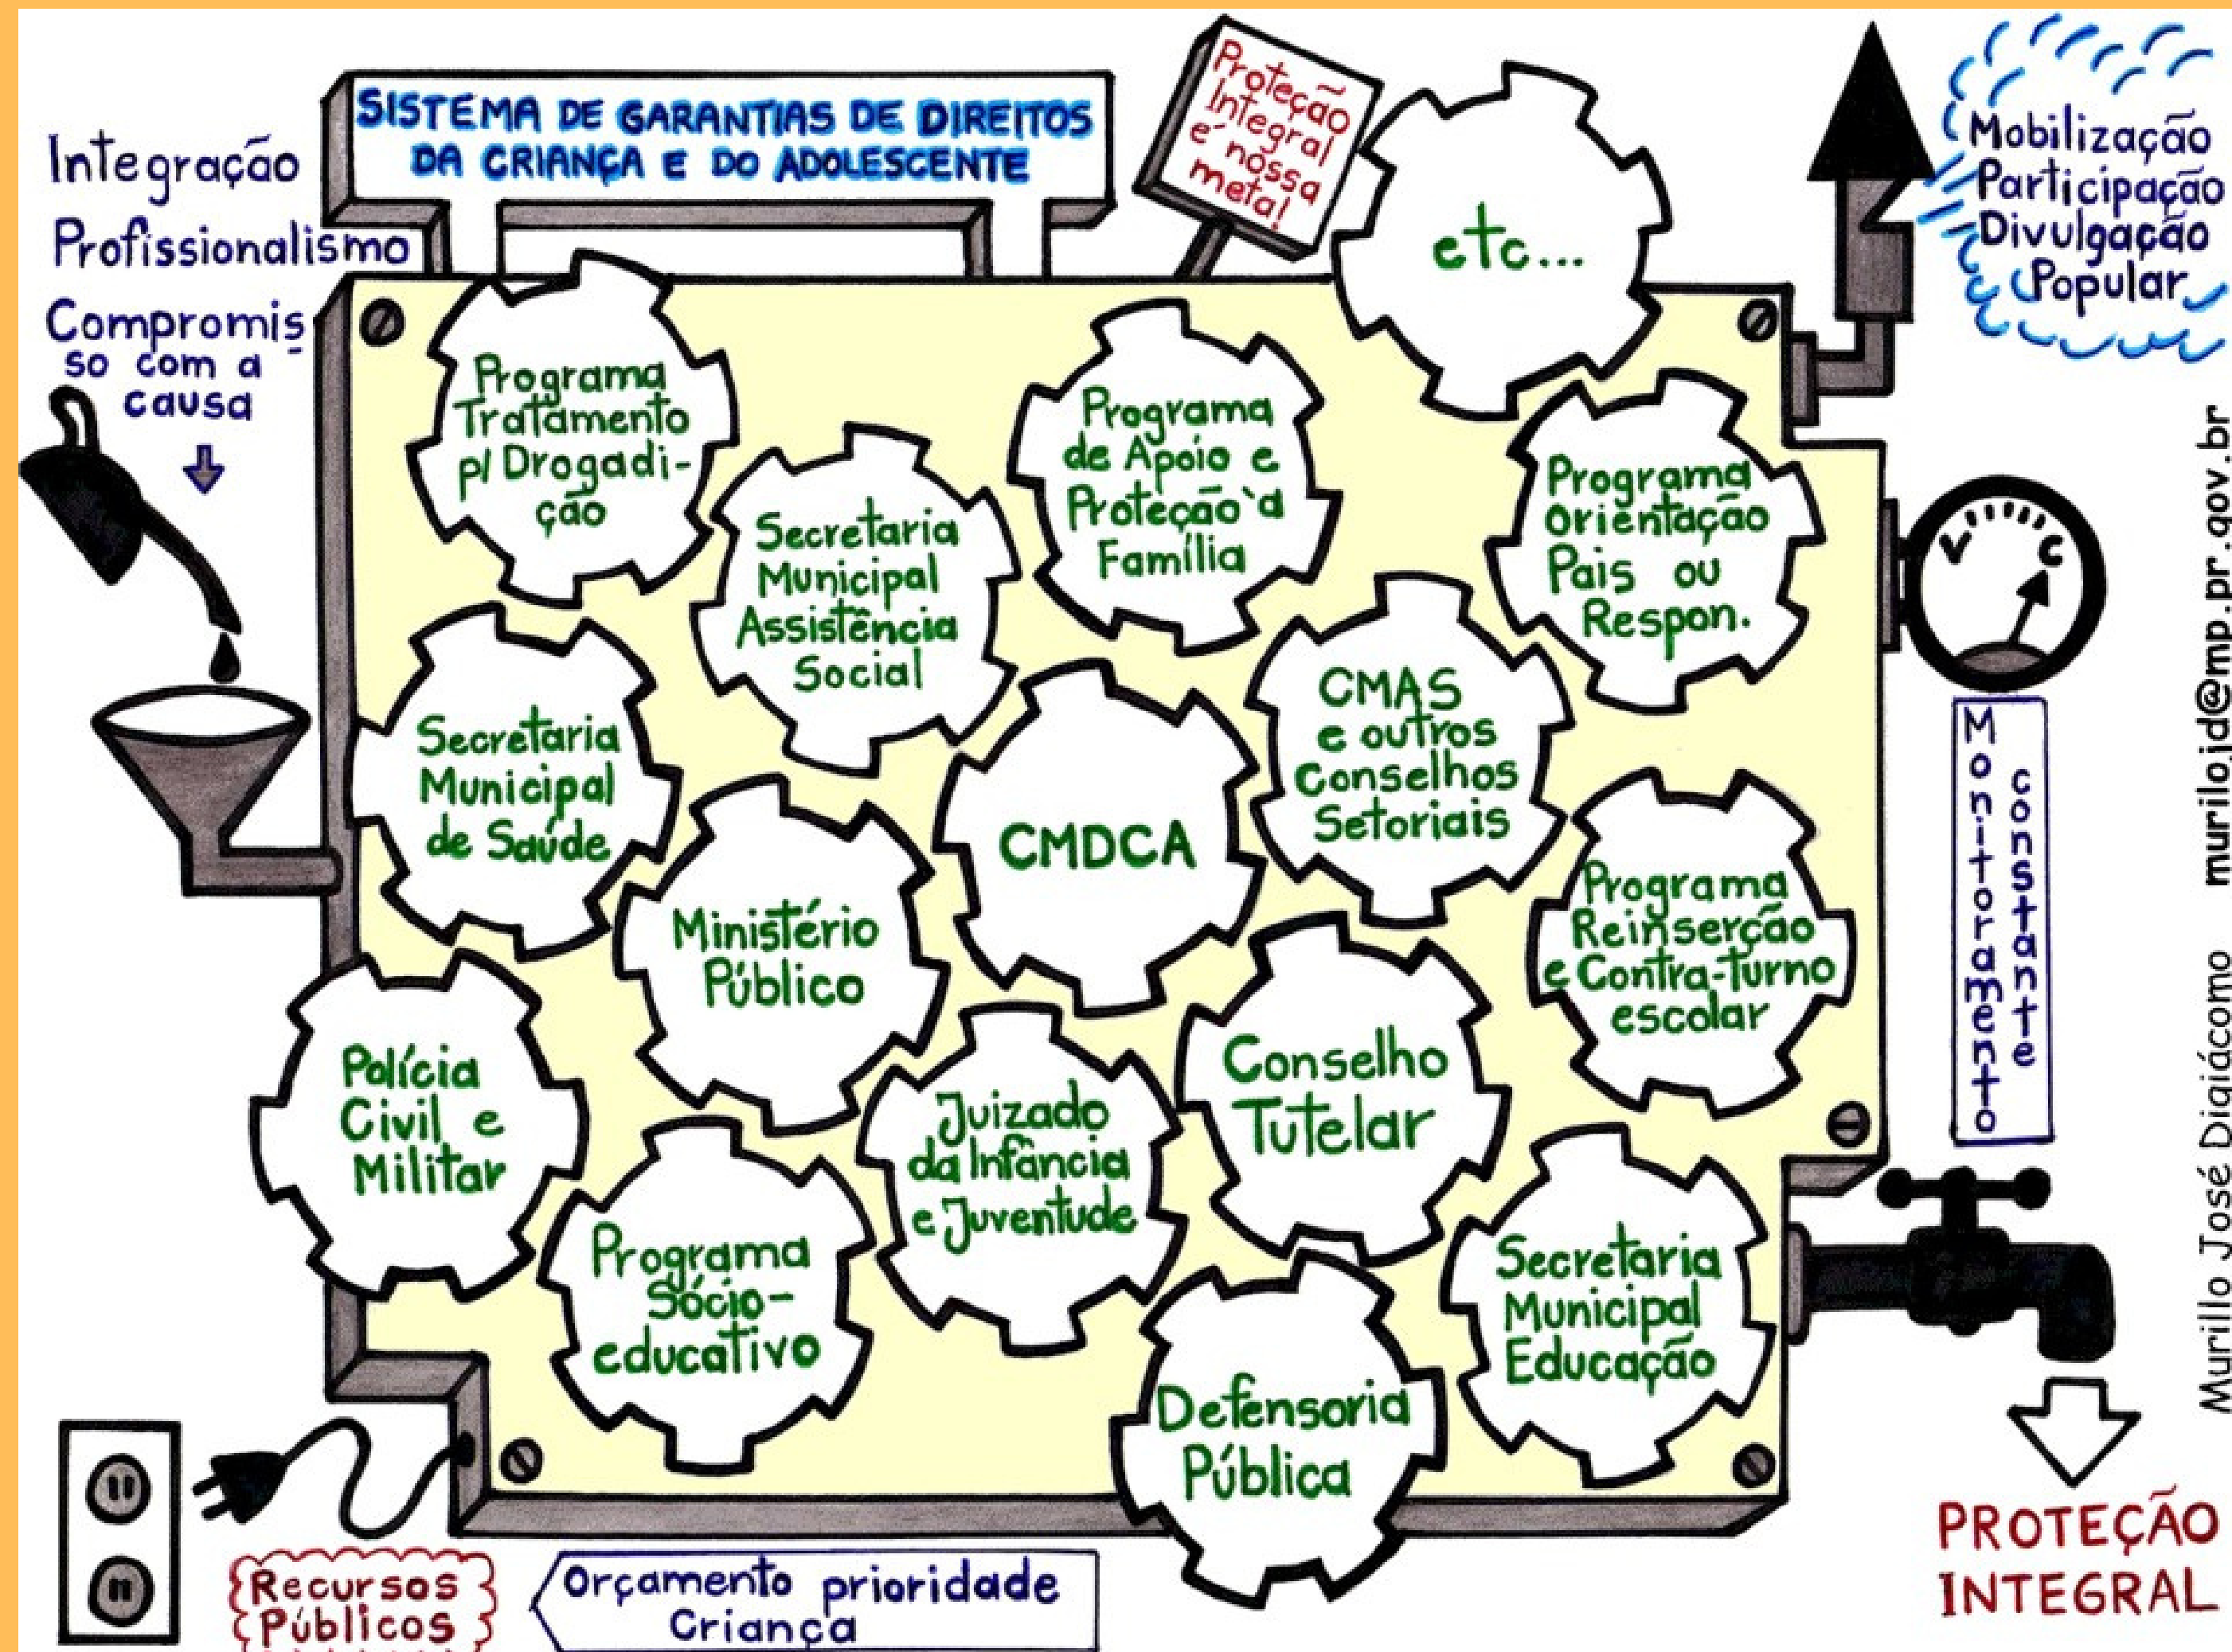 SISTEMA DE GARANTIAS DE DIREITOS
DA CRIANÇA E DO ADOLESCENTE
Proteção
Integral
é nossa
meta!
Integração
Profissionalismo
Compromis
so com a
causa
etc...
Mobilização
Participação
Divulgação
Popular
Programa
Tratamento
p/ Drogadi-
ção
Secretaria
Municipal
Assistência
Social
Programa
de Apoio e
Proteção à
Família
Programa
Orientação
Pais ou
Respon.
V C
Secretaria
Municipal
de Saúde
Ministério
Público
CMDCA
CMAS
e outros
Conselhos
Setoriais
Programa
Reinserção
e Contra-turno
escolar
Monitoramento
constante
Polícia
Civil e
Militar
Programa
Sócio-
educativo
Juizado
da Infância
e Juventude
Conselho
Tutelar
Defensoria
Pública
Secretaria
Municipal
Educação
Recursos
Públicos
Orçamento prioridade
Criança
PROTEÇÃO
INTEGRAL
Murillo José Digiácomo murilojd@mp.pr.gov.br